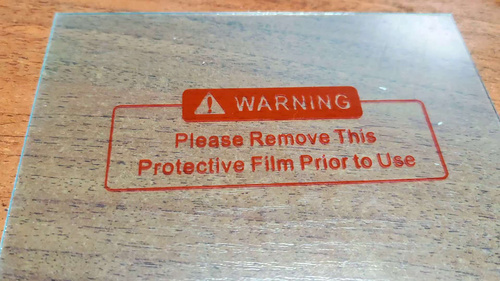 WARNING
Please Remove This
Protective Film Prior to Use